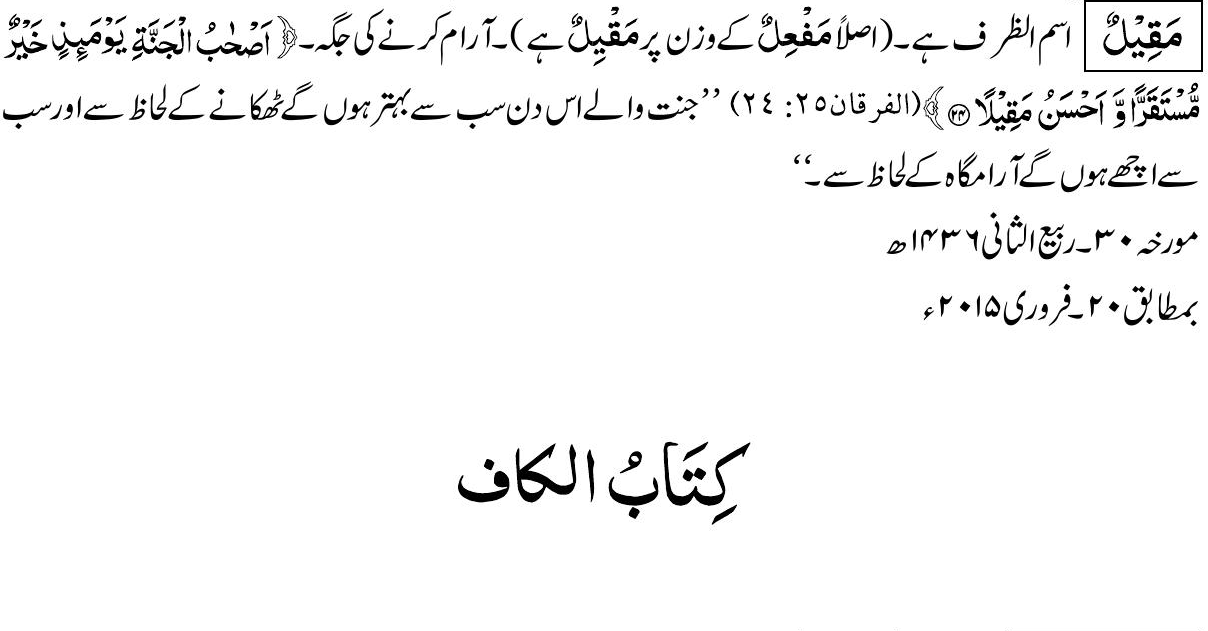 مَقِيْلٌ اسم الظرف ہے۔(اصلاً مَفْعِلٌ کے وزن پر مَقْيِلٌ ہے)۔آرام کرنے کی جگہ۔﴿ اَصْحٰبُ الْجَنَّةِ يَوْمَىِٕذٍ خَيْرٌ
مُّسْتَقَرًّا وَّ اَحْسَنُ مَقِيْلًا ۲۴ ﴾(الفرقان۲۵: ۲۴) ’’جنت والے اس دن سب سے بہتر ہوں گے ٹھکانے کے لحاظ سے اور سب
سے اچھے ہوں گے آرامگاہ کے لحاظ سے۔‘‘
مورخہ ۳۰۔ربیع الثانی ۱۴۳۶ھ
بمطابق ۲۰۔فروری ۲۰۱۵ء
كِتَابُ الكاف